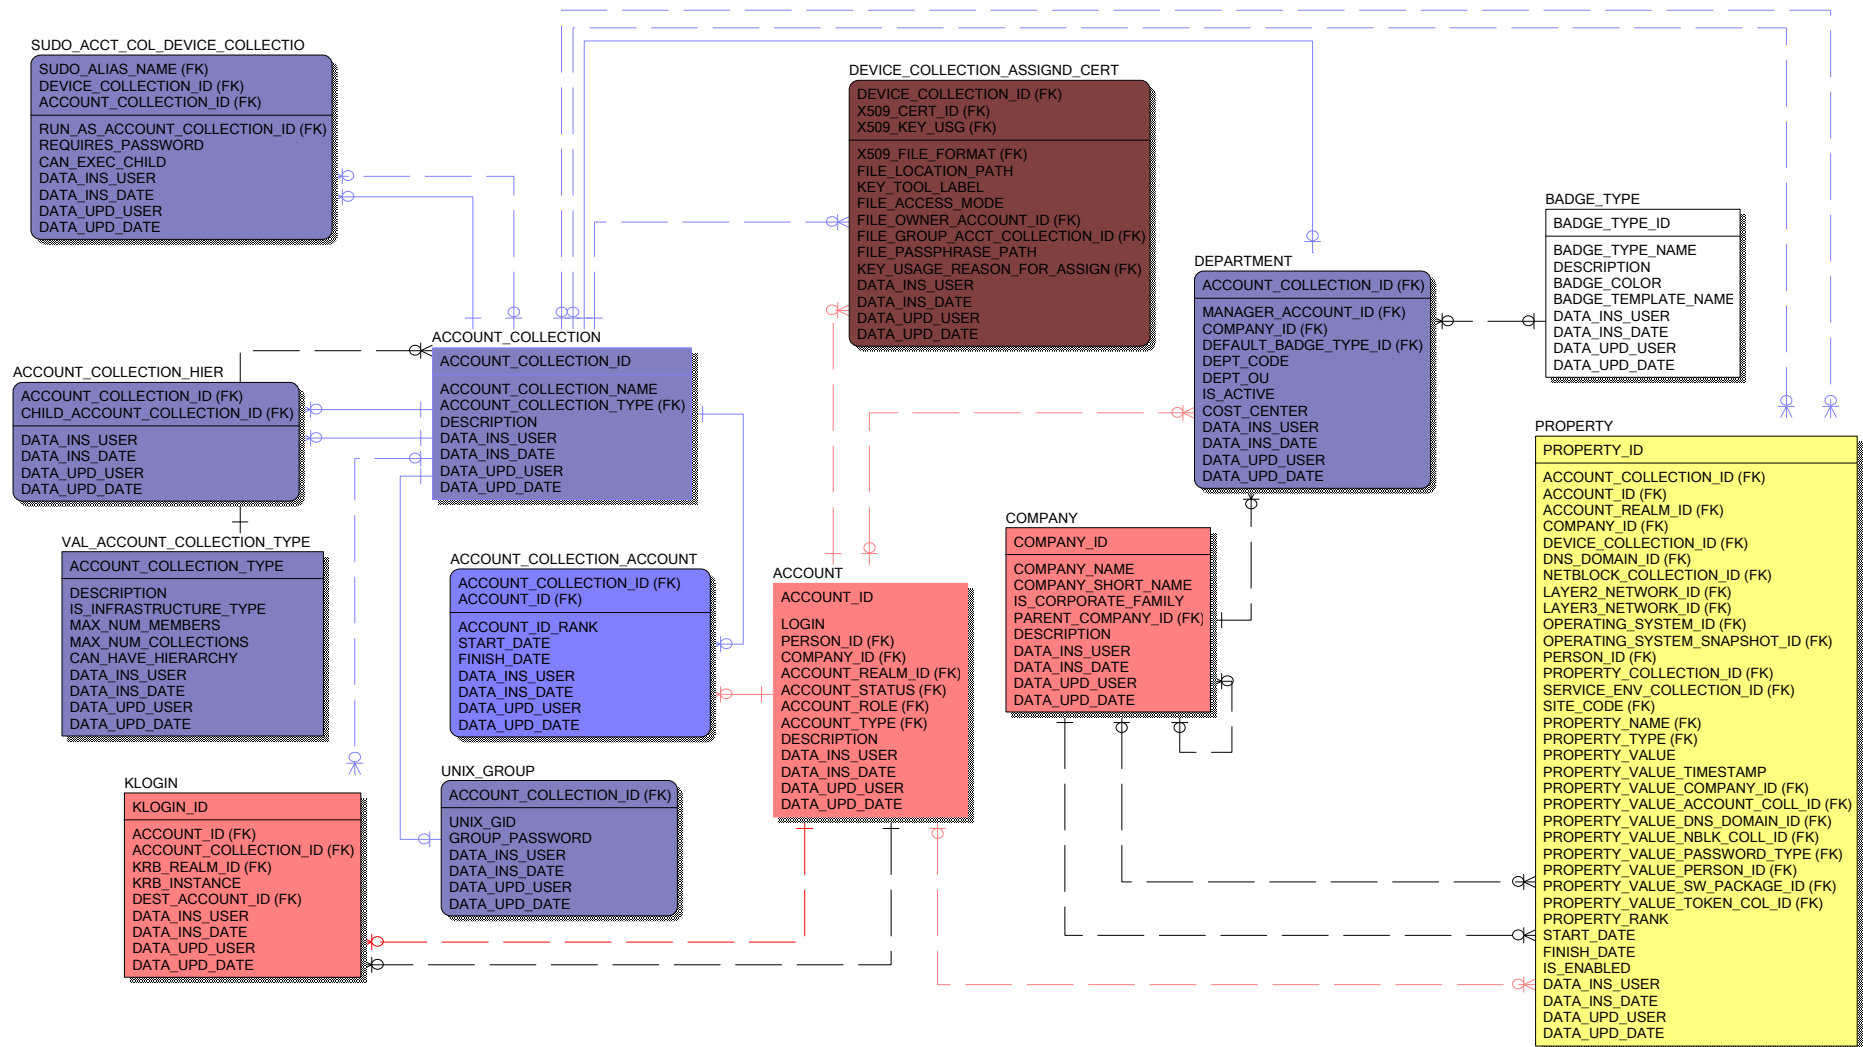 SUDO_ACCT_COL_DEVICE_COLLECTIO
SUDO_ALIAS_NAME (FK)
DEVICE_COLLECTION_ID (FK)
ACCOUNT_COLLECTION_ID (FK)
RUN_AS_ACCOUNT_COLLECTION_ID (FK)
REQUIRES_PASSWORD
CAN_EXEC_CHILD
DATA_INS_USER
DATA_INS_DATE
DATA_UPD_USER
DATA_UPD_DATE
DEVICE_COLLECTION_ASSIGND_CERT
DEVICE_COLLECTION_ID (FK)
X509_CERT_ID (FK)
X509_KEY_USG (FK)
X509_FILE_FORMAT (FK)
FILE_LOCATION_PATH
KEY_TOOL_LABEL
FILE_ACCESS_MODE
FILE_OWNER_ACCOUNT_ID (FK)
FILE_GROUP_ACCT_COLLECTION_ID (FK)
FILE_PASSPHRASE_PATH
KEY_USAGE_REASON_FOR_ASSIGN (FK)
DATA_INS_USER
DATA_INS_DATE
DATA_UPD_USER
DATA_UPD_DATE
BADGE_TYPE
BADGE_TYPE_ID
BADGE_TYPE_NAME
DESCRIPTION
BADGE_COLOR
BADGE_TEMPLATE_NAME
DATA_INS_USER
DATA_INS_DATE
DATA_UPD_USER
DATA_UPD_DATE
DEPARTMENT
ACCOUNT_COLLECTION_ID (FK)
MANAGER_ACCOUNT_ID (FK)
COMPANY_ID (FK)
DEFAULT_BADGE_TYPE_ID (FK)
DEPT_CODE
DEPT_OU
IS_ACTIVE
COST_CENTER
DATA_INS_USER
DATA_INS_DATE
DATA_UPD_USER
DATA_UPD_DATE
ACCOUNT_COLLECTION
ACCOUNT_COLLECTION_ID
ACCOUNT_COLLECTION_NAME
ACCOUNT_COLLECTION_TYPE (FK)
DESCRIPTION
DATA_INS_USER
DATA_INS_DATE
DATA_UPD_USER
DATA_UPD_DATE
ACCOUNT_COLLECTION_HIER
ACCOUNT_COLLECTION_ID (FK)
CHILD_ACCOUNT_COLLECTION_ID (FK)
DATA_INS_USER
DATA_INS_DATE
DATA_UPD_USER
DATA_UPD_DATE
PROPERTY
PROPERTY_ID
ACCOUNT_COLLECTION_ID (FK)
ACCOUNT_ID (FK)
ACCOUNT_REALM_ID (FK)
COMPANY_ID (FK)
DEVICE_COLLECTION_ID (FK)
DNS_DOMAIN_ID (FK)
NETBLOCK_COLLECTION_ID (FK)
LAYER2_NETWORK_ID (FK)
LAYER3_NETWORK_ID (FK)
OPERATING_SYSTEM_ID (FK)
OPERATING_SYSTEM_SNAPSHOT_ID (FK)
PERSON_ID (FK)
PROPERTY_COLLECTION_ID (FK)
SERVICE_ENV_COLLECTION_ID (FK)
SITE_CODE (FK)
PROPERTY_NAME (FK)
PROPERTY_TYPE (FK)
PROPERTY_VALUE
PROPERTY_VALUE_TIMESTAMP
PROPERTY_VALUE_COMPANY_ID (FK)
PROPERTY_VALUE_ACCOUNT_COLL_ID (FK)
PROPERTY_VALUE_DNS_DOMAIN_ID (FK)
PROPERTY_VALUE_NBLK_COLL_ID (FK)
PROPERTY_VALUE_PASSWORD_TYPE (FK)
PROPERTY_VALUE_PERSON_ID (FK)
PROPERTY_VALUE_SW_PACKAGE_ID (FK)
PROPERTY_VALUE_TOKEN_COL_ID (FK)
PROPERTY_RANK
START_DATE
FINISH_DATE
IS_ENABLED
DATA_INS_USER
DATA_INS_DATE
DATA_UPD_USER
DATA_UPD_DATE
COMPANY
COMPANY_ID
COMPANY_NAME
COMPANY_SHORT_NAME
IS_CORPORATE_FAMILY
PARENT_COMPANY_ID (FK)
DESCRIPTION
DATA_INS_USER
DATA_INS_DATE
DATA_UPD_USER
DATA_UPD_DATE
VAL_ACCOUNT_COLLECTION_TYPE
ACCOUNT_COLLECTION_TYPE
DESCRIPTION
IS_INFRASTRUCTURE_TYPE
MAX_NUM_MEMBERS
MAX_NUM_COLLECTIONS
CAN_HAVE_HIERARCHY
DATA_INS_USER
DATA_INS_DATE
DATA_UPD_USER
DATA_UPD_DATE
ACCOUNT_COLLECTION_ACCOUNT
ACCOUNT_COLLECTION_ID (FK)
ACCOUNT_ID (FK)
ACCOUNT_ID_RANK
START_DATE
FINISH_DATE
DATA_INS_USER
DATA_INS_DATE
DATA_UPD_USER
DATA_UPD_DATE
ACCOUNT
ACCOUNT_ID
LOGIN
PERSON_ID (FK)
COMPANY_ID (FK)
ACCOUNT_REALM_ID (FK)
ACCOUNT_STATUS (FK)
ACCOUNT_ROLE (FK)
ACCOUNT_TYPE (FK)
DESCRIPTION
DATA_INS_USER
DATA_INS_DATE
DATA_UPD_USER
DATA_UPD_DATE
KLOGIN
KLOGIN_ID
ACCOUNT_ID (FK)
ACCOUNT_COLLECTION_ID (FK)
KRB_REALM_ID (FK)
KRB_INSTANCE
DEST_ACCOUNT_ID (FK)
DATA_INS_USER
DATA_INS_DATE
DATA_UPD_USER
DATA_UPD_DATE
UNIX_GROUP
ACCOUNT_COLLECTION_ID (FK)
UNIX_GID
GROUP_PASSWORD
DATA_INS_USER
DATA_INS_DATE
DATA_UPD_USER
DATA_UPD_DATE